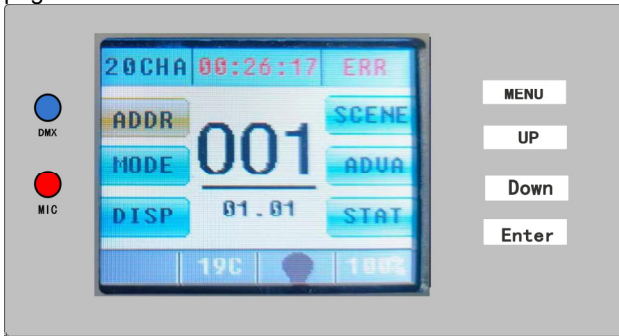 20CHA 00:26:17 ERR
ADDR
MODE
DISP
001
01.01
SCENE
ADVA
STAT
19C 100%
DMX
MIC
MENU
UP
Down
Enter